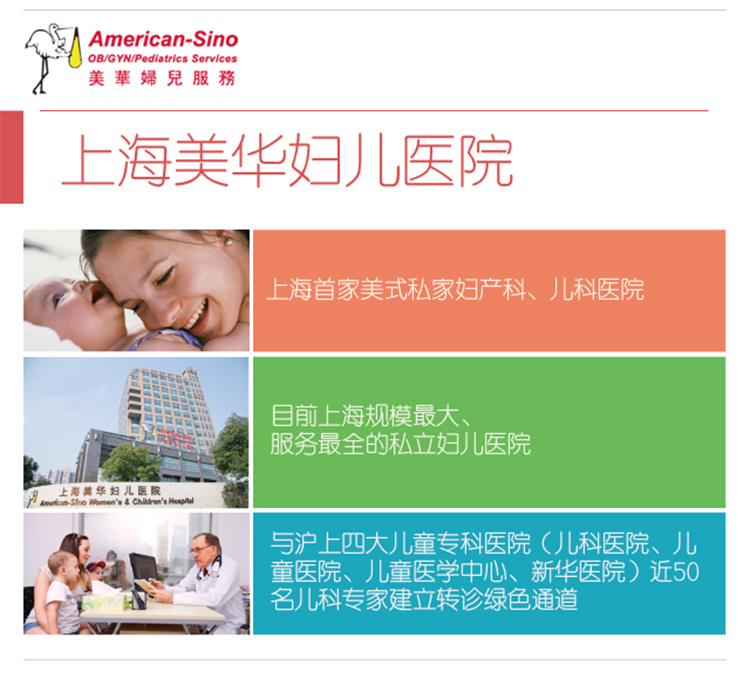 American-Sino
OB/GYN/Pediatrics Services
美華婦兒服務
上海美华妇儿医院
上海首家美式私家妇产科、儿科医院
目前上海规模最大、
服务最全的私立妇儿医院
上海美华妇儿医院
American-Sino Women's & Children's Hospital
与沪上四大儿童专科医院（儿科医院、儿
童医院、儿童医学中心、新华医院）近50
名儿科专家建立转诊绿色通道